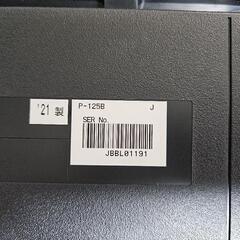 '21 製
P-125B J
SER No.
JBBL01191